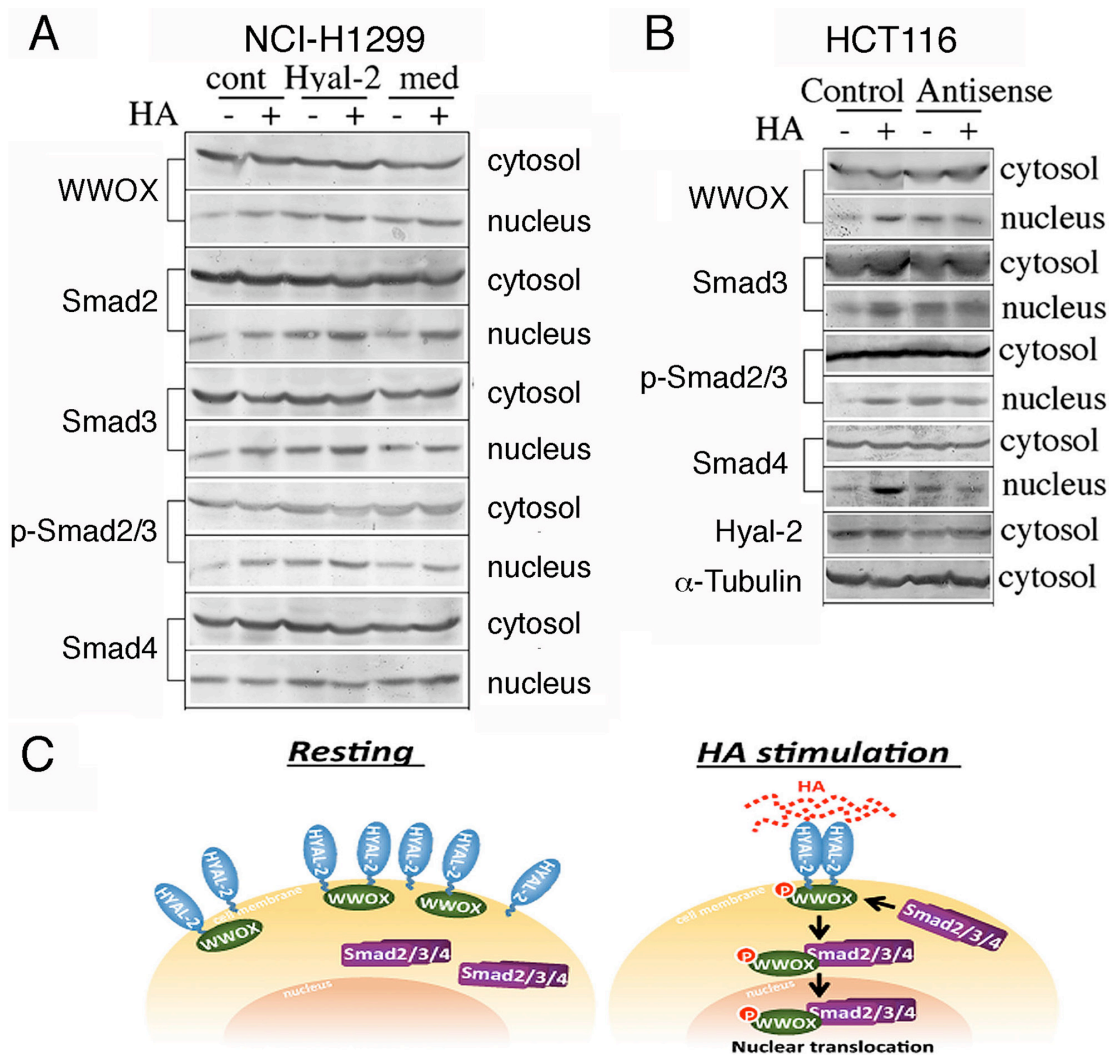 A
NCI-H1299
cont Hyal-2 med
HA - + - + - +
WWOX
cytosol
nucleus
Smad2
cytosol
nucleus
Smad3
cytosol
nucleus
p-Smad2/3
cytosol
nucleus
Smad4
cytosol
nucleus
B
HCT116
Control Antisense
HA - + - +
WWOX
cytosol
nucleus
Smad3
cytosol
nucleus
p-Smad2/3
cytosol
nucleus
Smad4
cytosol
nucleus
Hyal-2 cytosol
α-Tubulin cytosol
C
Resting
HYAL-2
HYAL-2
HYAL-2
HYAL-2
HYAL-2
HYAL-2
HYAL-2
cell membrane
WWOX
WWOX
WWOX
Smad2/3/4
Smad2/3/4
nucleus
HA stimulation
HA
HYAL-2
HYAL-2
cell membrane
P
WWOX
Smad2/3/4
P
WWOX
Smad2/3/4
nucleus
P
WWOX
Smad2/3/4
Nuclear translocation